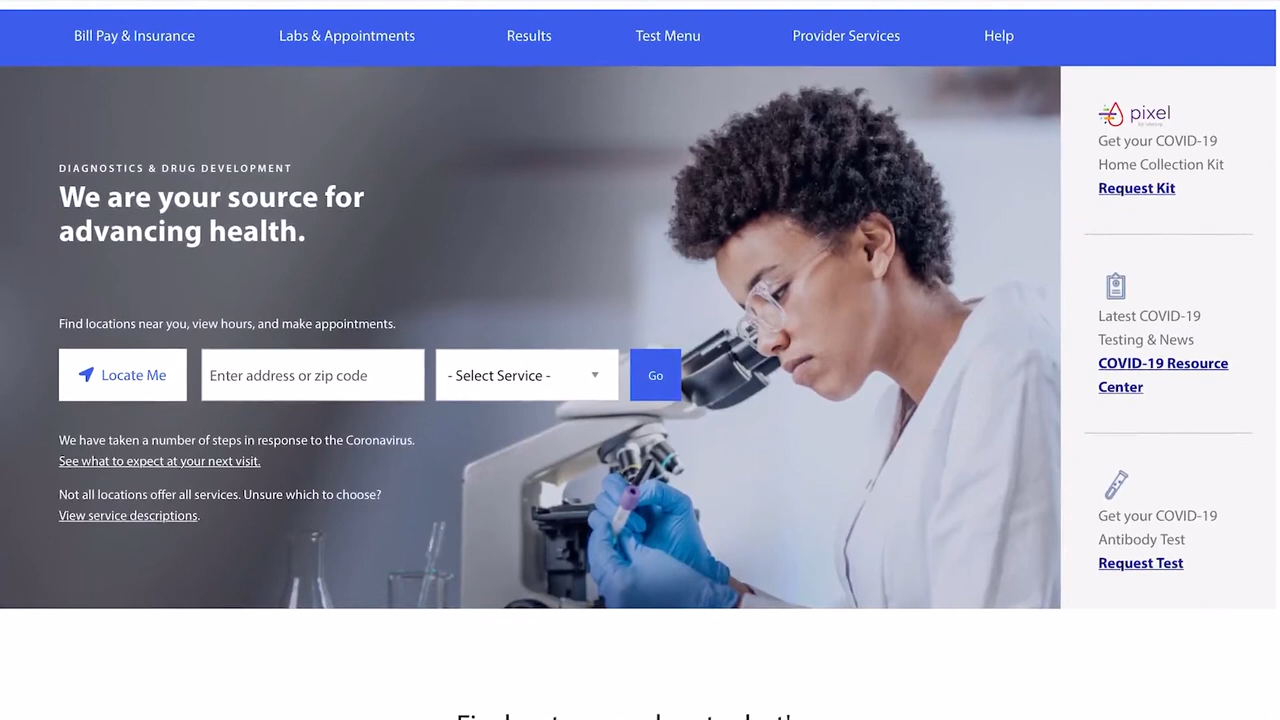 Bill Pay & Insurance
Labs & Appointments
Results
Test Menu
Provider Services
Help
DIAGNOSTICS & DRUG DEVELOPMENT
We are your source for
advancing health.
Find locations near you, view hours, and make appointments.
Locate Me
Enter address or zip code
- Select Service -
Go
We have taken a number of steps in response to the Coronavirus.
See what to expect at your next visit.
Not all locations offer all services. Unsure which to choose?
View service descriptions.
pixel
Get your COVID-19
Home Collection Kit
Request Kit
Latest COVID-19
Testing & News
COVID-19 Resource
Center
Get your COVID-19
Antibody Test
Request Test